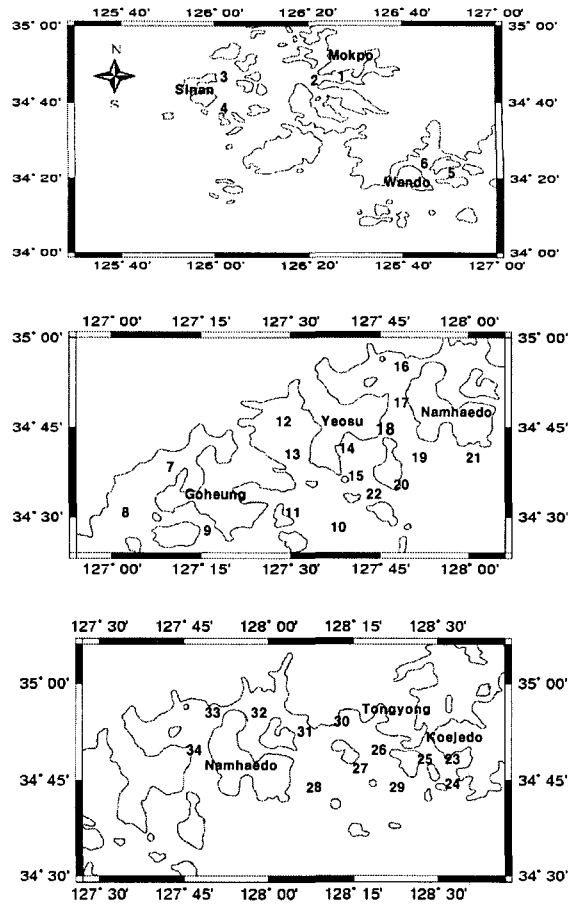 125° 40' 126° 00' 126° 20' 126° 40' 127° 00'
35° 00' 35° 00'
N
Mokpo
3 2 1
Sinan
34° 40' 34° 40'
S
4
6
5
34° 20' Wando 34° 20'
34° 00' 34° 00'
125° 40' 126° 00' 126° 20' 126° 40' 127° 00'
127° 00' 127° 15' 127° 30' 127° 45' 128° 00'
35° 00' 35° 00'
16
17
Namhaedo
12 Yeosu
34° 45' 18 34° 45'
14
13 19 21
7
15
Goheung 20
22
34° 30' 8 11 34° 30'
9 10
127° 00' 127° 15' 127° 30' 127° 45' 128° 00'
127° 30' 127° 45' 128° 00' 128° 15' 128° 30'
35° 00' 35° 00'
33 32 Tongyong
30
31
Koejedo
34 26
Namhaedo 25 23
27
34° 45' 28 29 24 34° 45'
34° 30' 34° 30'
127° 30' 127° 45' 128° 00' 128° 15' 128° 30'